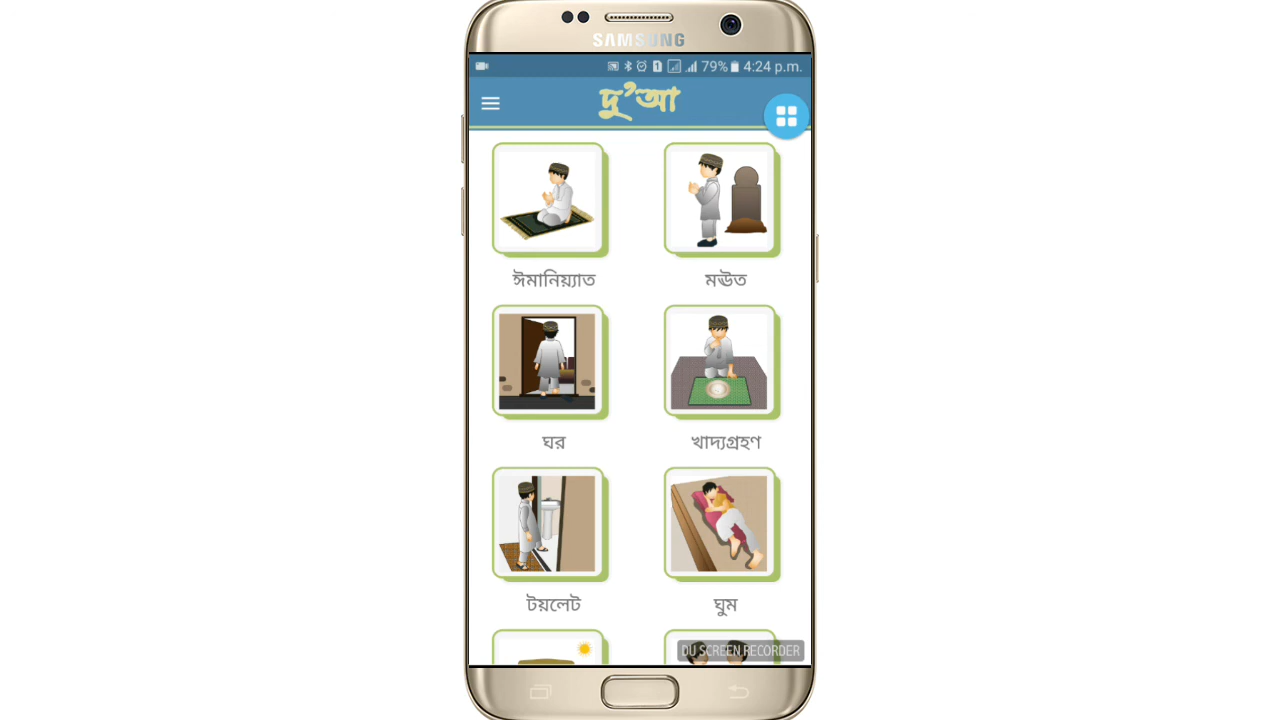 SAMSUNG
79% 4:24 p.m.
দু’আ
ঈমানিয়্যাত
মঊত
ঘর
খাদ্যগ্রহণ
টয়লেট
ঘুম
DU SCREEN RECORDER